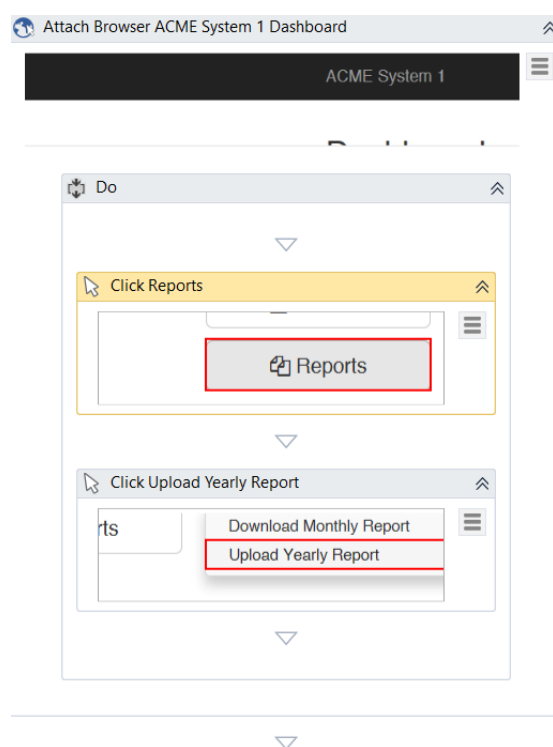 Attach Browser ACME System 1 Dashboard
ACME System 1
Do
Click Reports
Reports
Click Upload Yearly Report
rts
Download Monthly Report
Upload Yearly Report